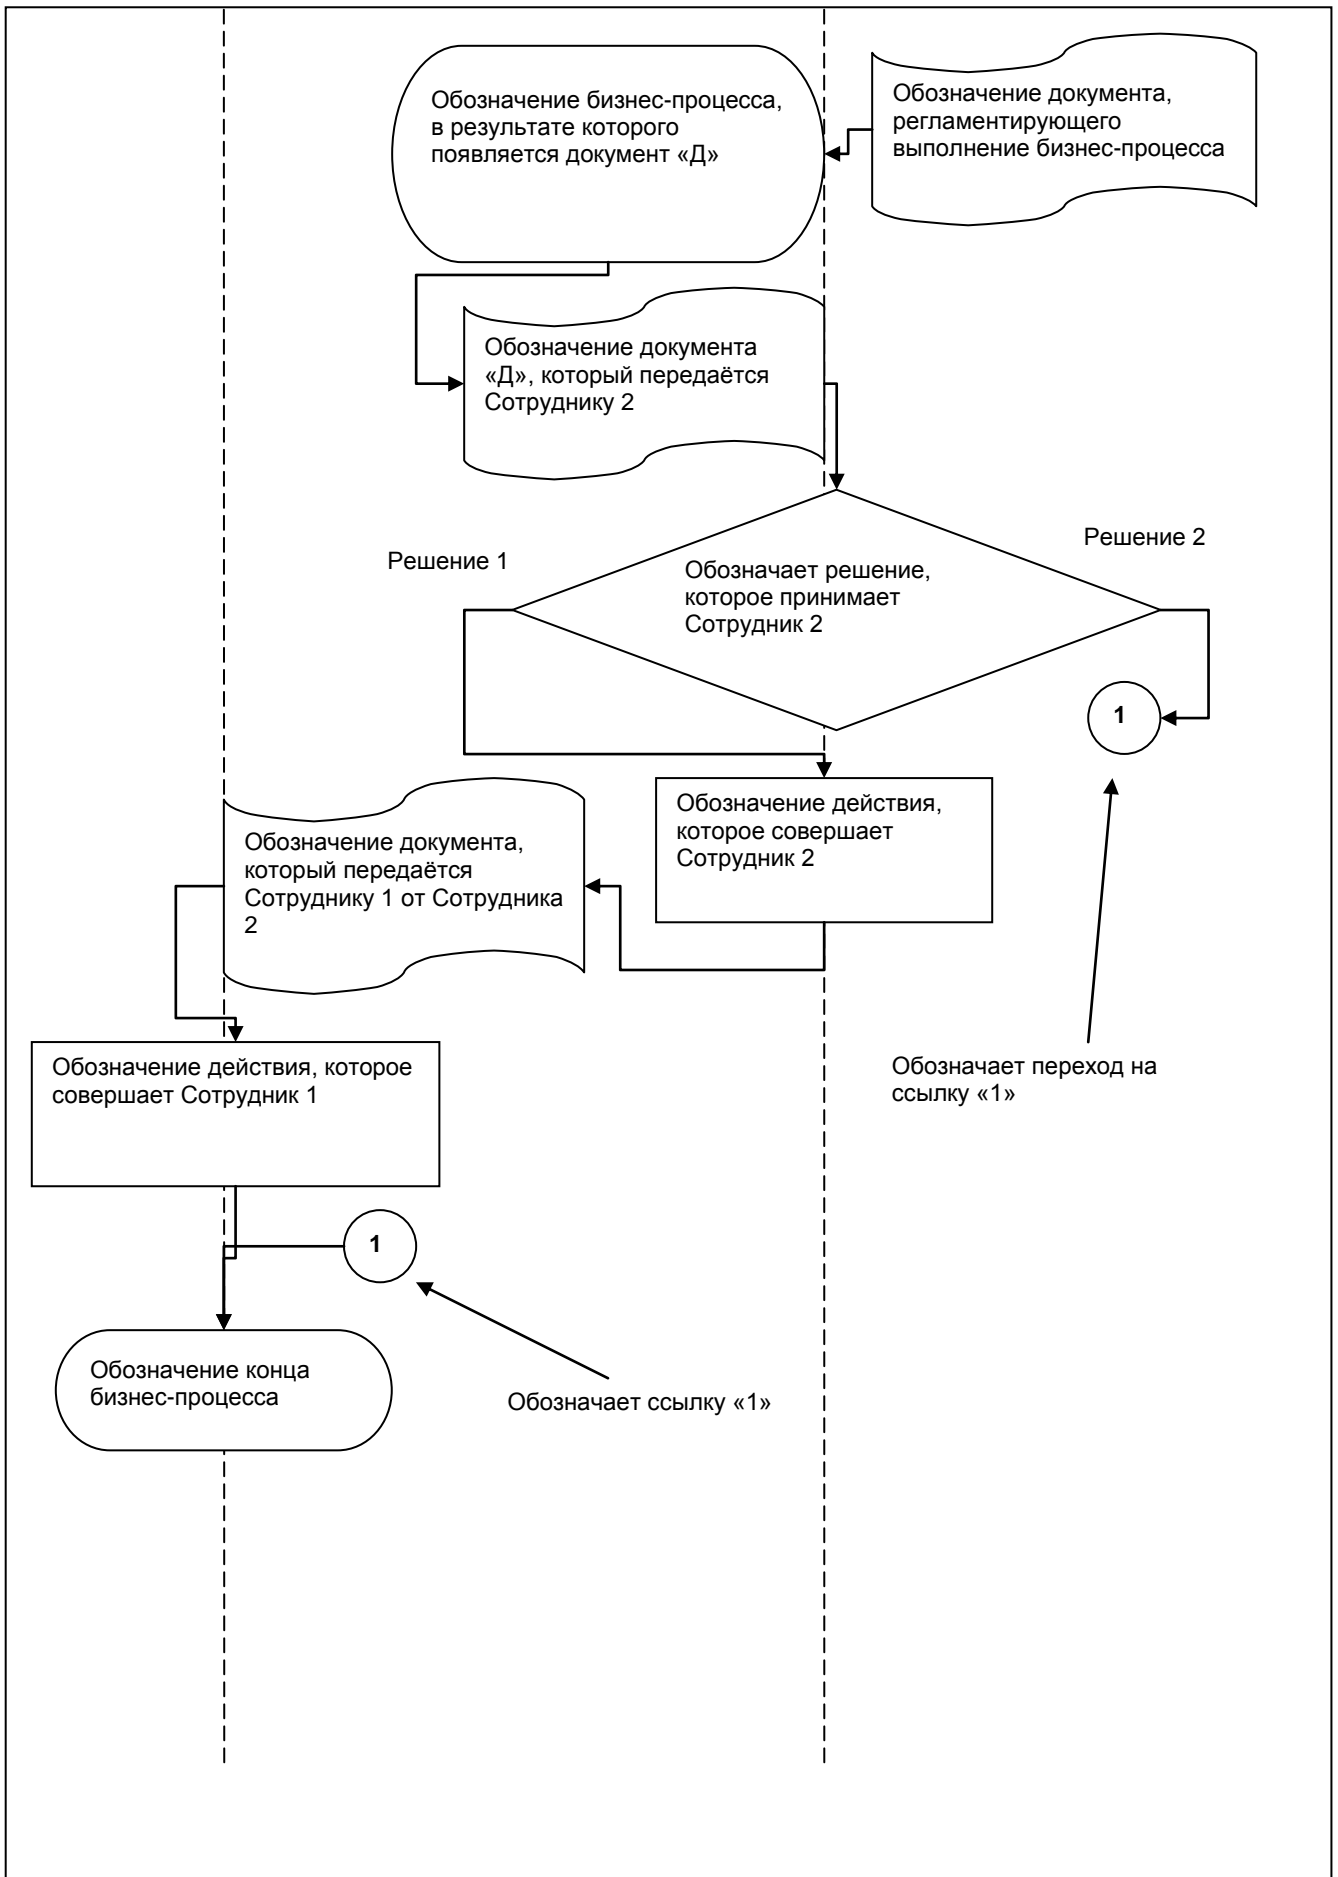 Обозначение бизнес-процесса,
в результате которого
появляется документ «Д»
Обозначение документа,
регламентирующего
выполнение бизнес-процесса
Обозначение документа
«Д», который передаётся
Сотруднику 2
Решение 1
Решение 2
Обозначает решение,
которое принимает
Сотрудник 2
1
Обозначение действия,
которое совершает
Сотрудник 2
Обозначение документа,
который передаётся
Сотруднику 1 от Сотрудника
2
Обозначение действия, которое
совершает Сотрудник 1
Обозначает переход на
ссылку «1»
1
Обозначение конца
бизнес-процесса
Обозначает ссылку «1»